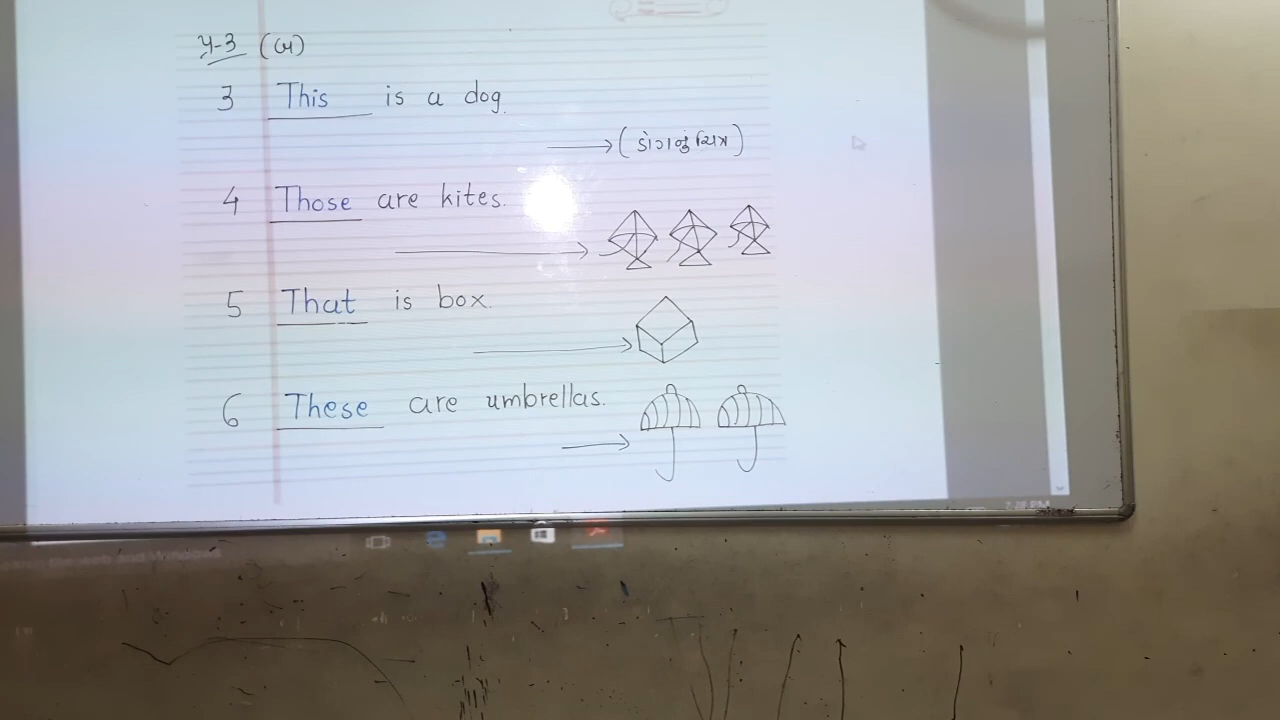 પ્ર-3 (બ)
3 This is a dog.
(ડોગનું ચિત્ર)
4 Those are kites.
5 That is box.
6 These are umbrellas.